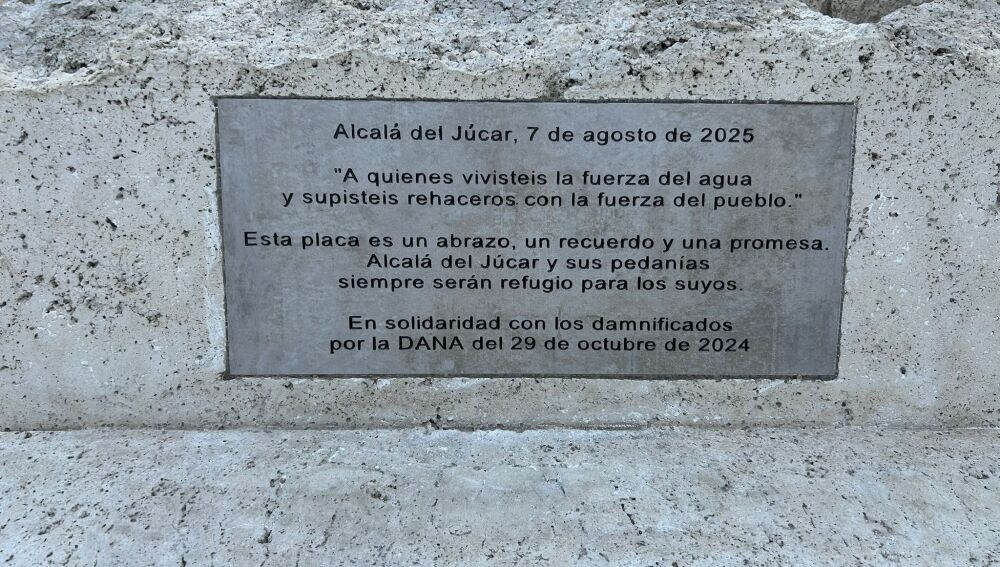 Alcalá del Júcar, 7 de agosto de 2025
"A quienes vivisteis la fuerza del agua
y supisteis rehaceros con la fuerza del pueblo."
Esta placa es un abrazo, un recuerdo y una promesa.
Alcalá del Júcar y sus pedanías
siempre serán refugio para los suyos.
En solidaridad con los damnificados
por la DANA del 29 de octubre de 2024